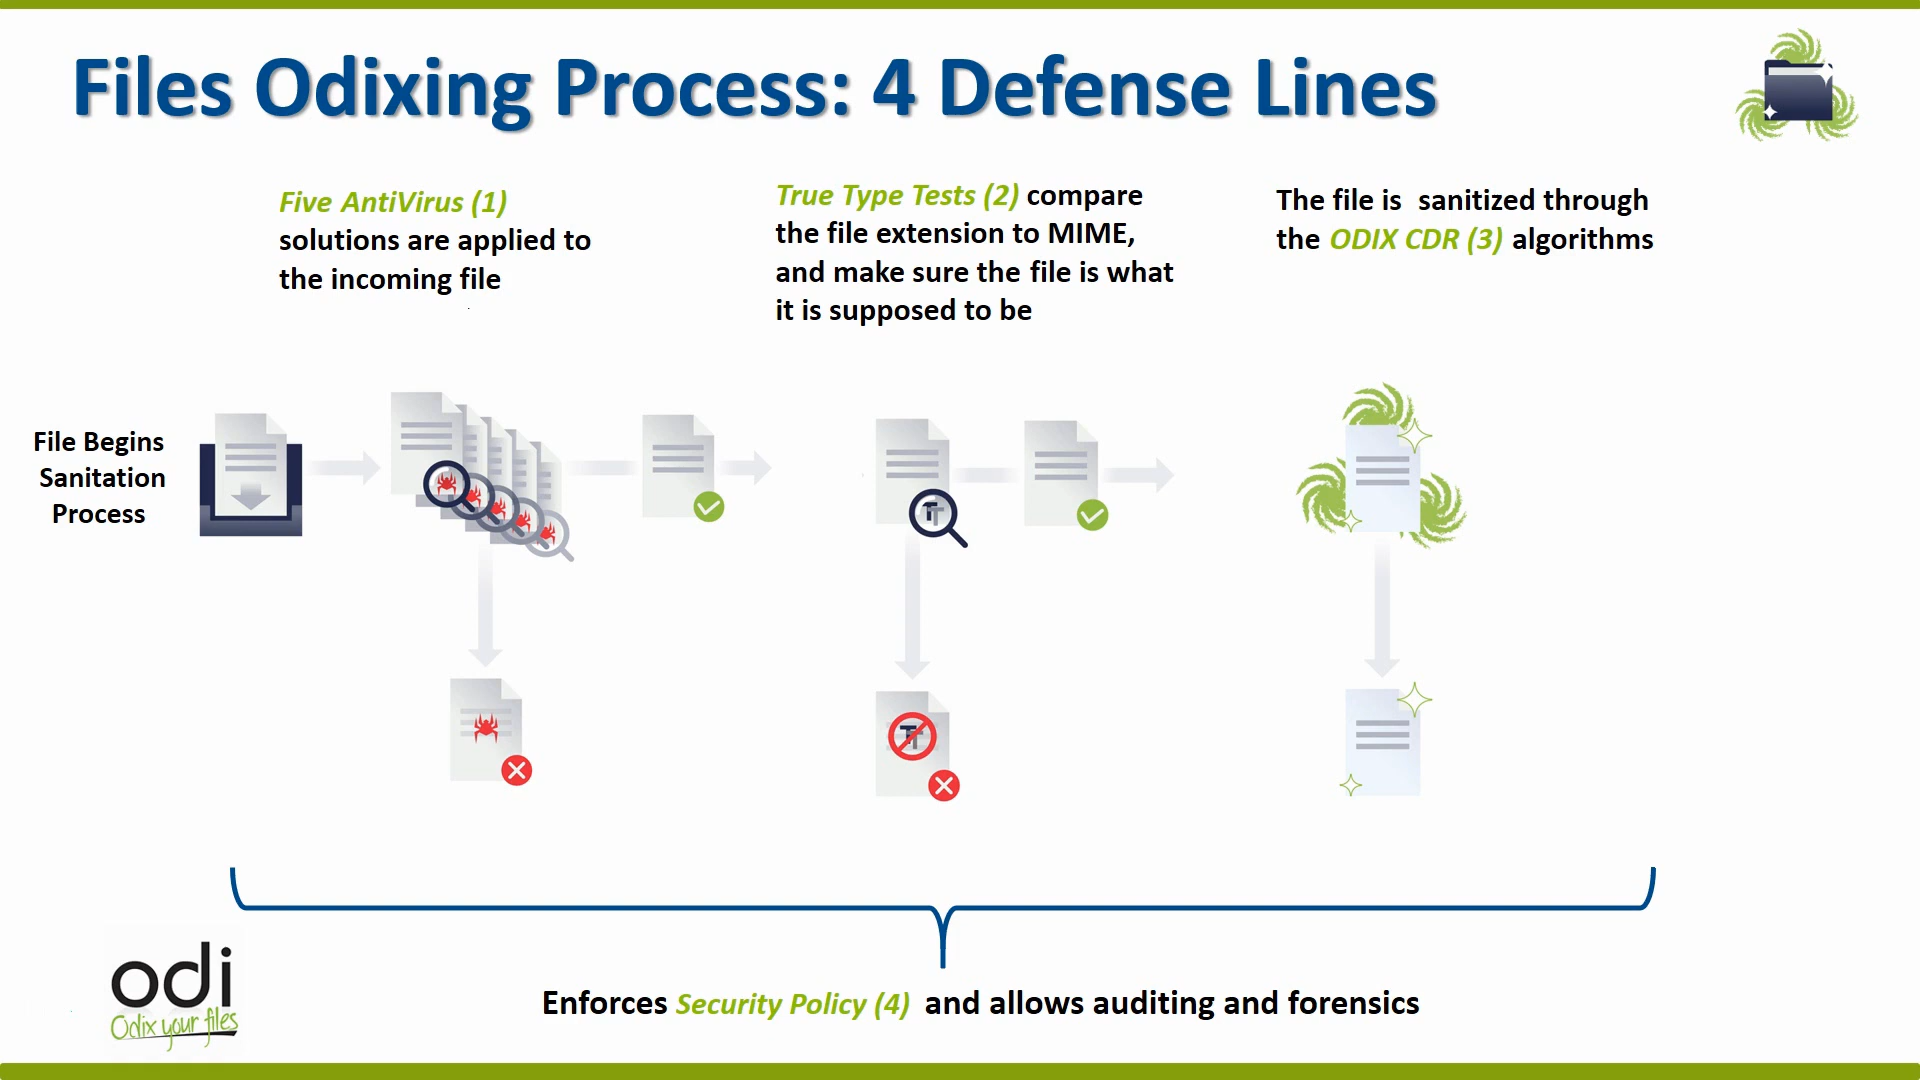 Files Odixing Process: 4 Defense Lines
Five AntiVirus (1)
solutions are applied to
the incoming file
True Type Tests (2) compare
the file extension to MIME,
and make sure the file is what
it is supposed to be
The file is sanitized through
the ODIX CDR (3) algorithms
File Begins
Sanitation
Process
T
T
odi
Odix your files
Enforces Security Policy (4) and allows auditing and forensics